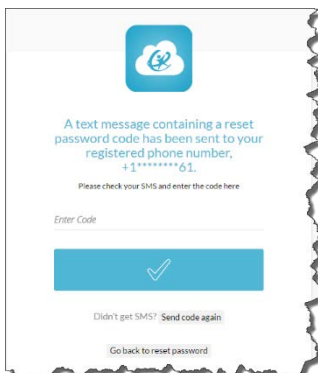 A text message containing a reset
password code has been sent to your
registered phone number,
+1********61.
Please check your SMS and enter the code here
Enter Code
Didn't get SMS? Send code again
Go back to reset password